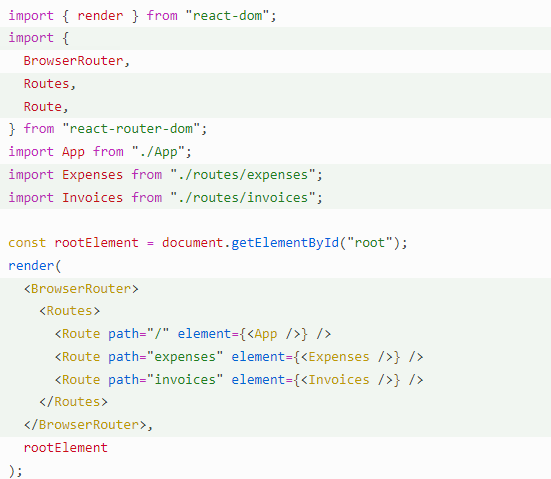 import { render } from "react-dom";
import {
  BrowserRouter,
  Routes,
  Route,
} from "react-router-dom";
import App from "./App";
import Expenses from "./routes/expenses";
import Invoices from "./routes/invoices";

const rootElement = document.getElementById("root");
render(
  <BrowserRouter>
    <Routes>
      <Route path="/" element={<App />} />
      <Route path="expenses" element={<Expenses />} />
      <Route path="invoices" element={<Invoices />} />
    </Routes>
  </BrowserRouter>,
  rootElement
);